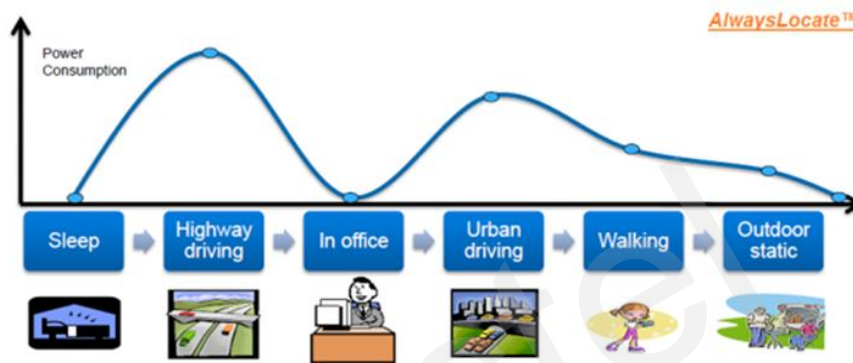 AlwaysLocate™
Power
Consumption
Sleep
Highway
driving
In office
Urban
driving
Walking
Outdoor
static